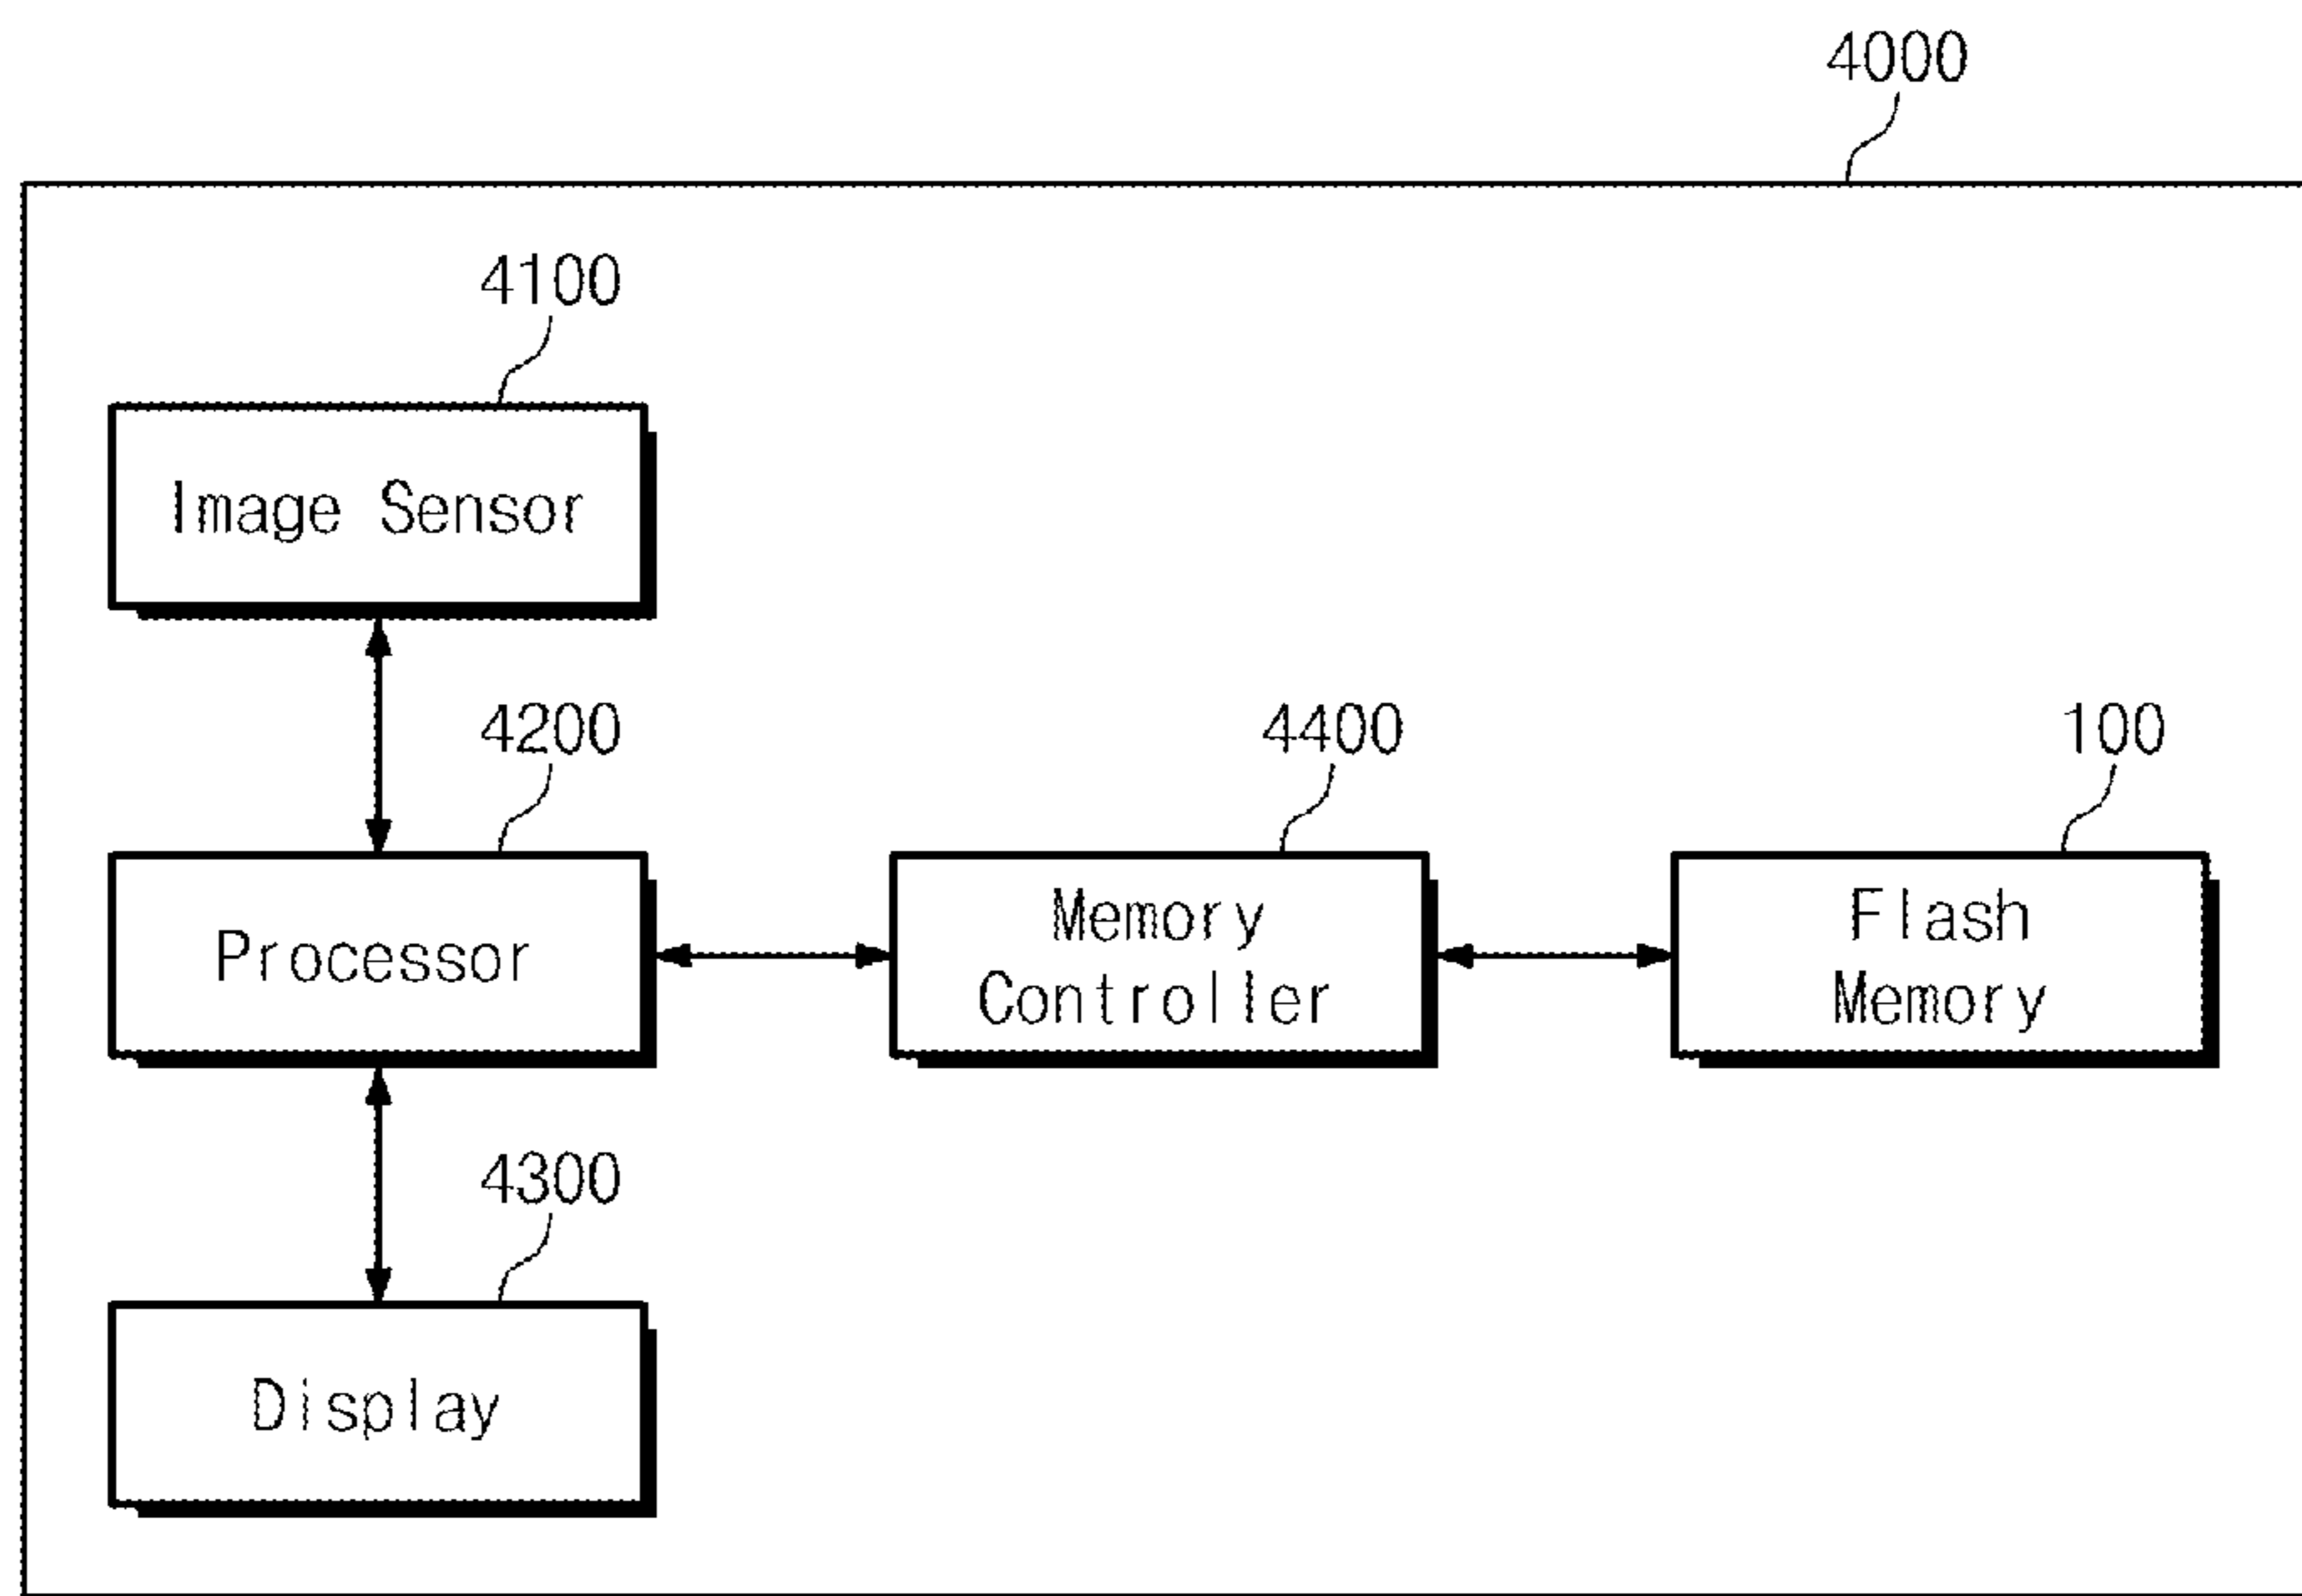 4000
4100
Image Sensor
4200
Processor
4400
Memory
Controller
100
Flash
Memory
4300
Display